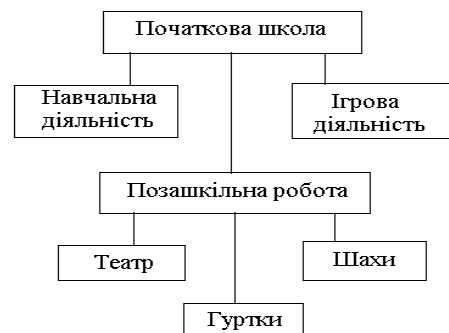 Початкова школа
Навчальна
діяльність
Ігрова
діяльність
Позашкільна робота
Театр
Шахи
Гуртки